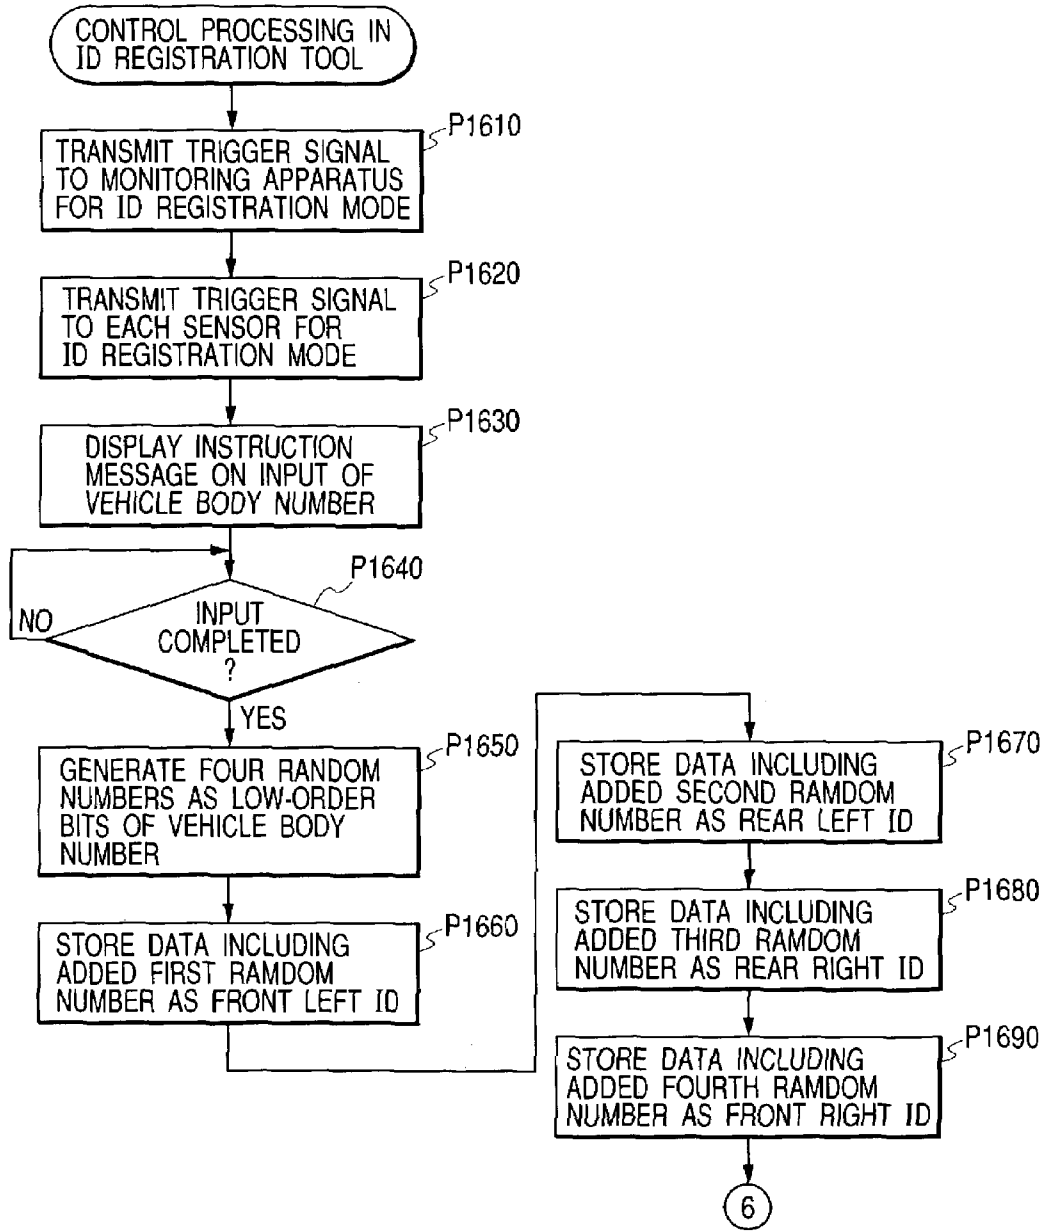 CONTROL PROCESSING IN
ID REGISTRATION TOOL
P1610
TRANSMIT TRIGGER SIGNAL
TO MONITORING APPARATUS
FOR ID REGISTRATION MODE
P1620
TRANSMIT TRIGGER SIGNAL
TO EACH SENSOR FOR
ID REGISTRATION MODE
P1630
DISPLAY INSTRUCTION
MESSAGE ON INPUT OF
VEHICLE BODY NUMBER
P1640
INPUT
COMPLETED
?
NO
YES
P1650
GENERATE FOUR RANDOM
NUMBERS AS LOW-ORDER
BITS OF VEHICLE BODY
NUMBER
P1660
STORE DATA INCLUDING
ADDED FIRST RAMDOM
NUMBER AS FRONT LEFT ID
P1670
STORE DATA INCLUDING
ADDED SECOND RAMDOM
NUMBER AS REAR LEFT ID
P1680
STORE DATA INCLUDING
ADDED THIRD RAMDOM
NUMBER AS REAR RIGHT ID
P1690
STORE DATA INCLUDING
ADDED FOURTH RAMDOM
NUMBER AS FRONT RIGHT ID
6